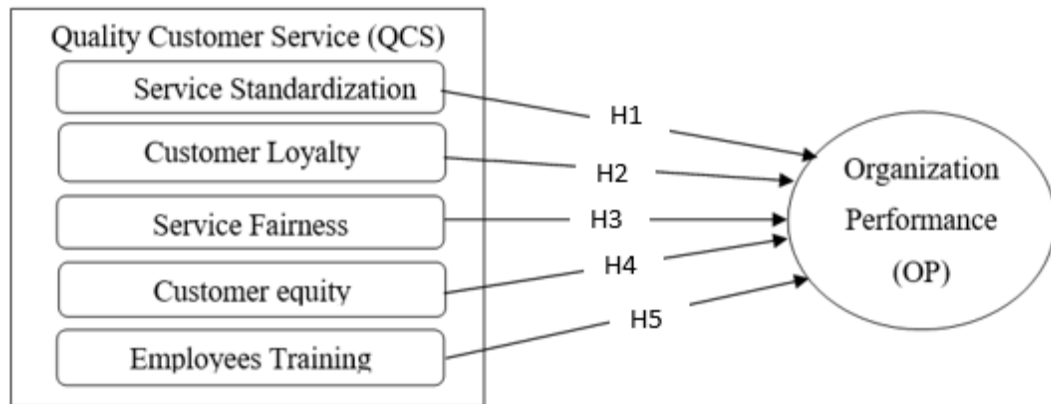 Quality Customer Service (QCS)
Service Standardization
Customer Loyalty
Service Fairness
Customer equity
Employees Training
H1
H2
H3
H4
H5
Organization
Performance
(OP)